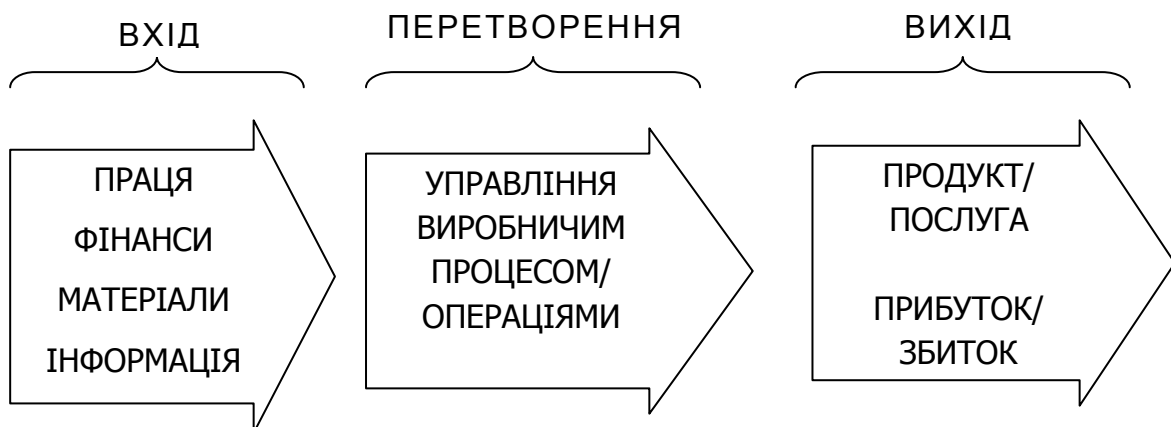 ВХІД
ПЕРЕТВОРЕННЯ
ВИХІД
ПРАЦЯ
ФІНАНСИ
МАТЕРІАЛИ
ІНФОРМАЦІЯ
УПРАВЛІННЯ
ВИРОБНИЧИМ
ПРОЦЕСОМ/
ОПЕРАЦІЯМИ
ПРОДУКТ/
ПОСЛУГА
ПРИБУТОК/
ЗБИТОК